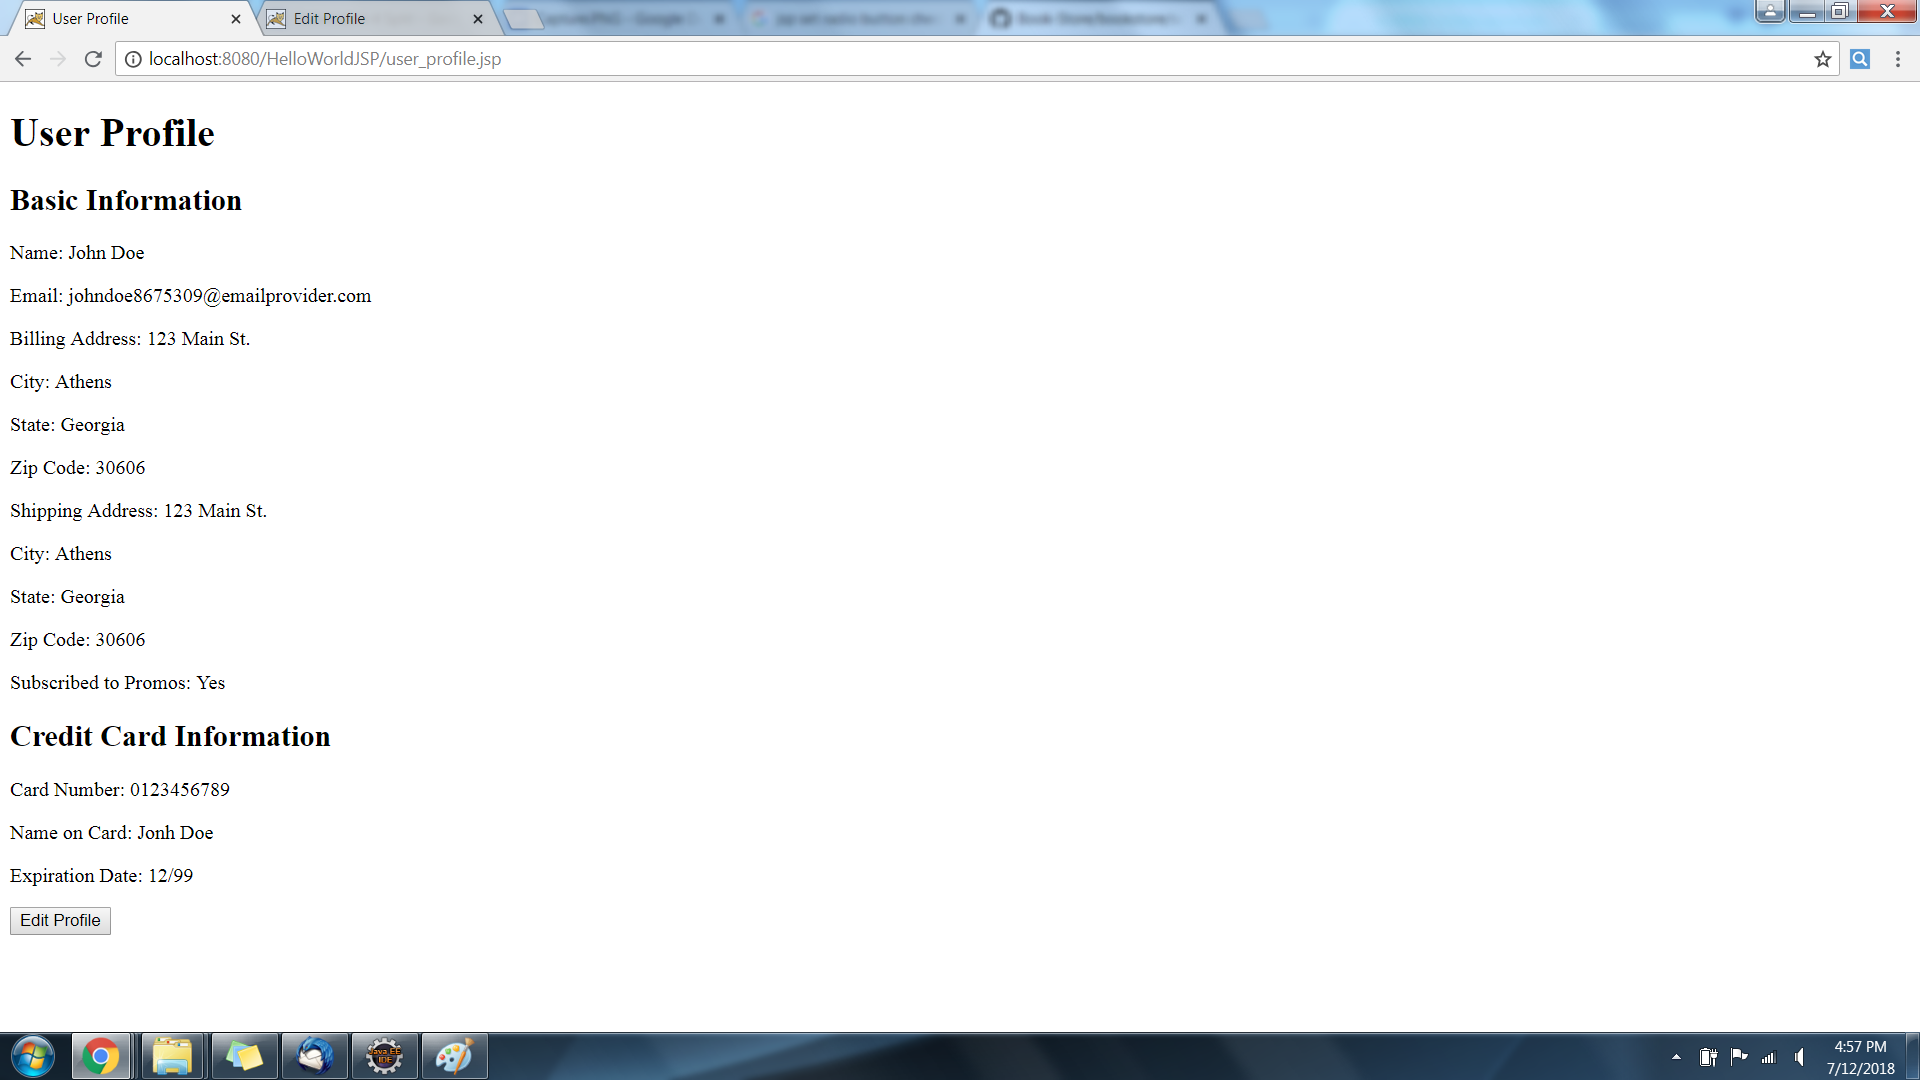 User Profile
Edit Profile
localhost:8080/HelloWorldJSP/user_profile.jsp
User Profile
Basic Information
Name: John Doe
Email: johndoe8675309@emailprovider.com
Billing Address: 123 Main St.
City: Athens
State: Georgia
Zip Code: 30606
Shipping Address: 123 Main St.
City: Athens
State: Georgia
Zip Code: 30606
Subscribed to Promos: Yes
Credit Card Information
Card Number: 0123456789
Name on Card: Jonh Doe
Expiration Date: 12/99
Edit Profile
Java EE
IDE
4:57 PM
7/12/2018